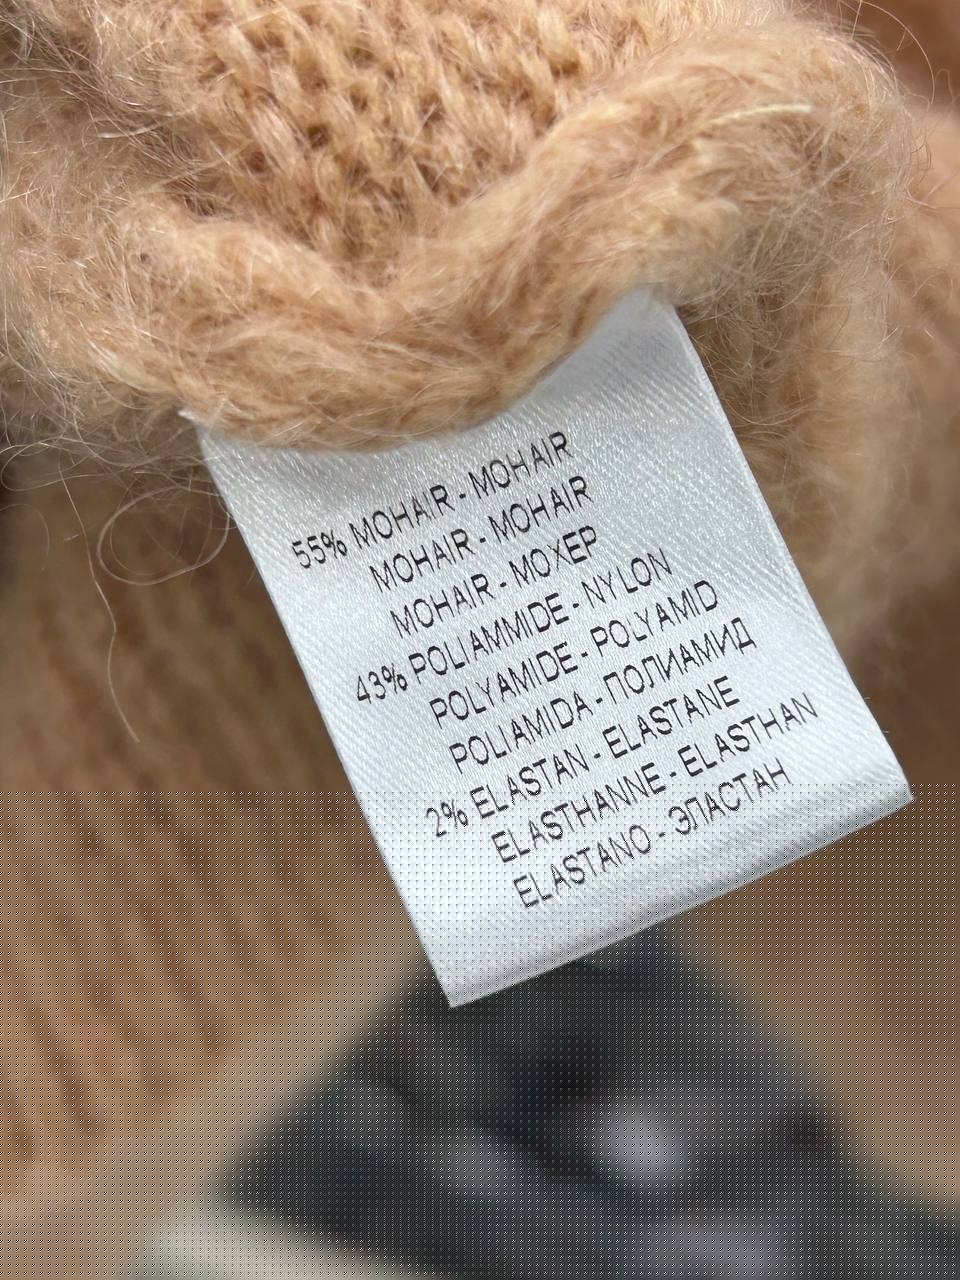 55% MOHAIR - MOHAIR
MOHAIR - MOHAIR
MOHAIR - МОХЕР
43% POLIAMMIDE - NYLON
POLYAMIDE - POLYAMID
POLIAMIDA - ПОЛИАМИД
2% ELASTAN - ELASTANE
ELASTHANNE - ELASTHAN
ELASTANO - ЭЛАСТАН